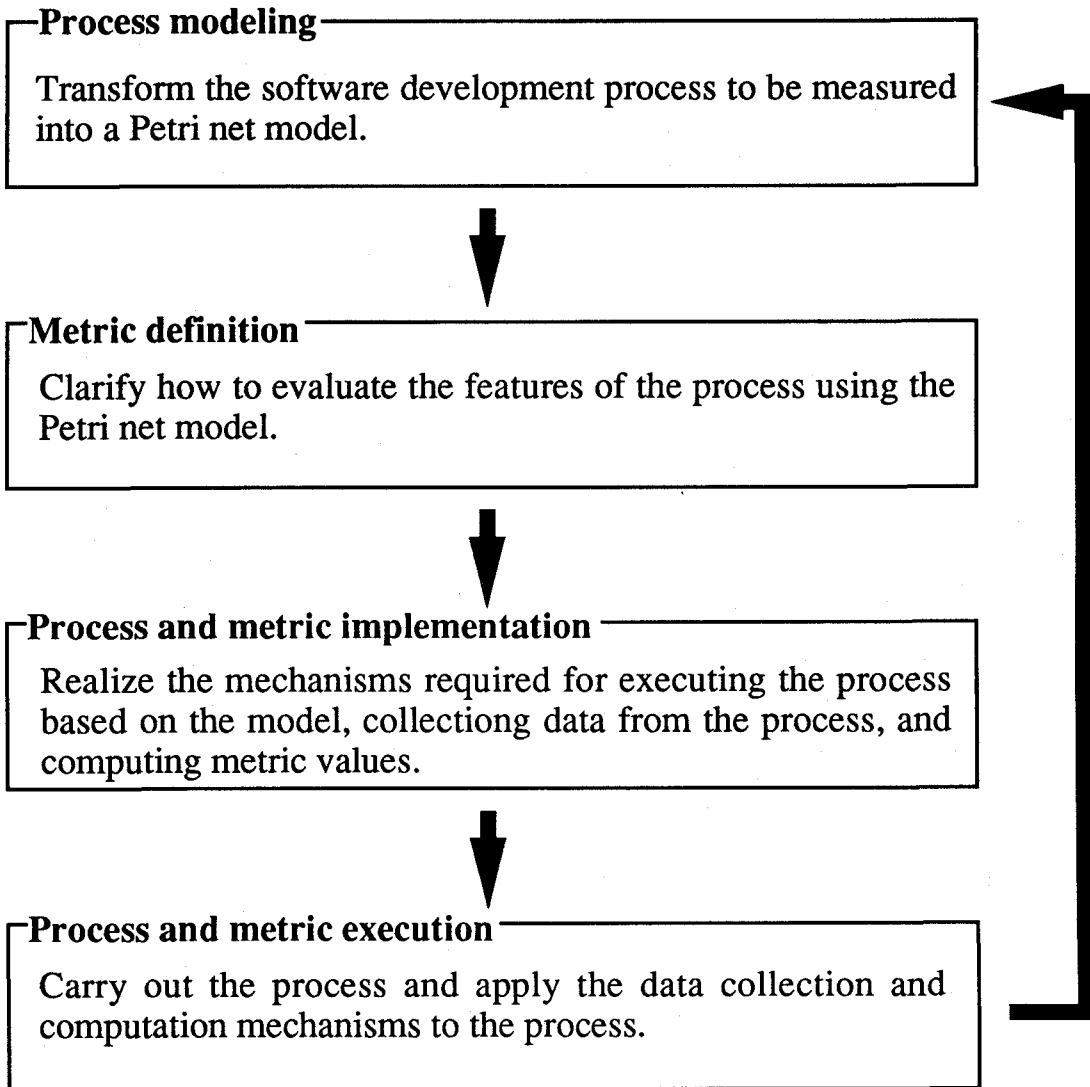 Process modeling
Transform the software development process to be measured
into a Petri net model.
Metric definition
Clarify how to evaluate the features of the process using the
Petri net model.
Process and metric implementation
Realize the mechanisms required for executing the process
based on the model, collectiong data from the process, and
computing metric values.
Process and metric execution
Carry out the process and apply the data collection and
computation mechanisms to the process.